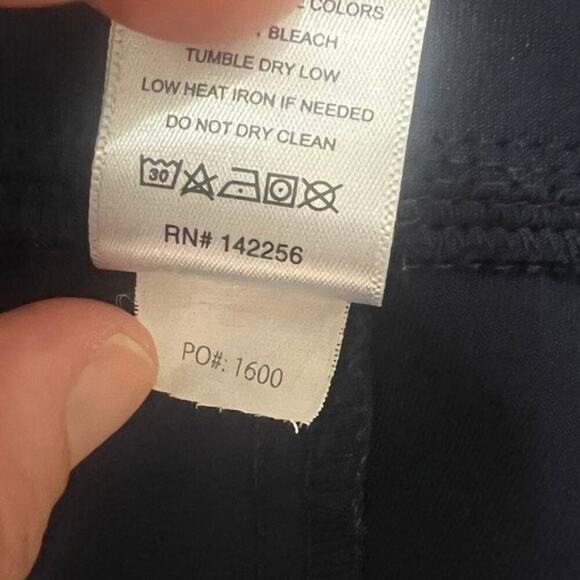 COLORS
BLEACH
TUMBLE DRY LOW
LOW HEAT IRON IF NEEDED
DO NOT DRY CLEAN
30
RN# 142256
PO#: 1600